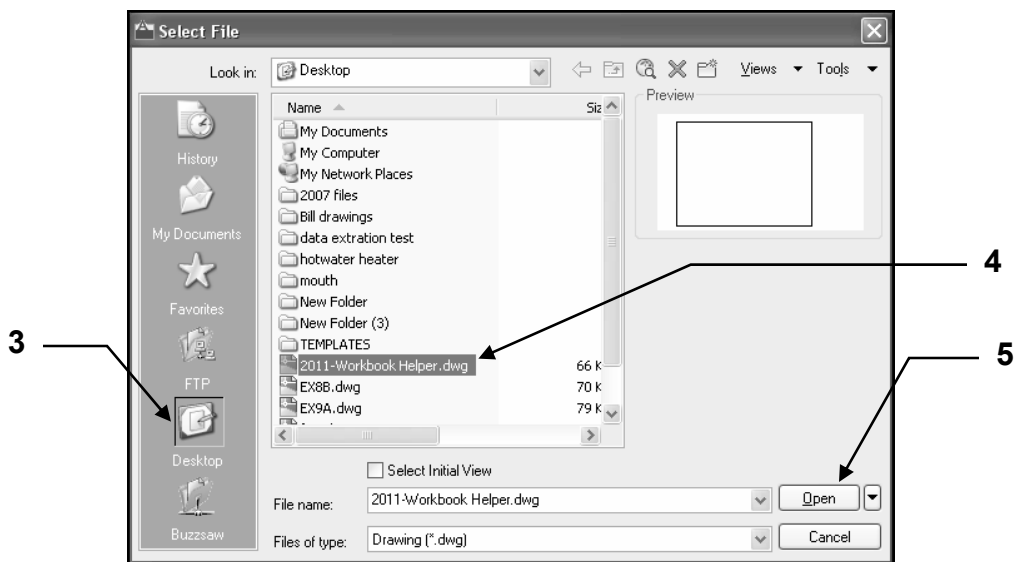 Select File
Look in:
Desktop
Views
Tools
History
My Documents
Favorites
FTP
Desktop
Buzzsaw
Name
Siz
My Documents
My Computer
My Network Places
2007 files
Bill drawings
data extration test
hotwater heater
mouth
New Folder
New Folder (3)
TEMPLATES
2011-Workbook Helper.dwg 66 K
EX8B.dwg 70 K
EX9A.dwg 79 K
Preview
Select Initial View
File name:
2011-Workbook Helper.dwg
Open
Files of type:
Drawing (*.dwg)
Cancel
3
4
5